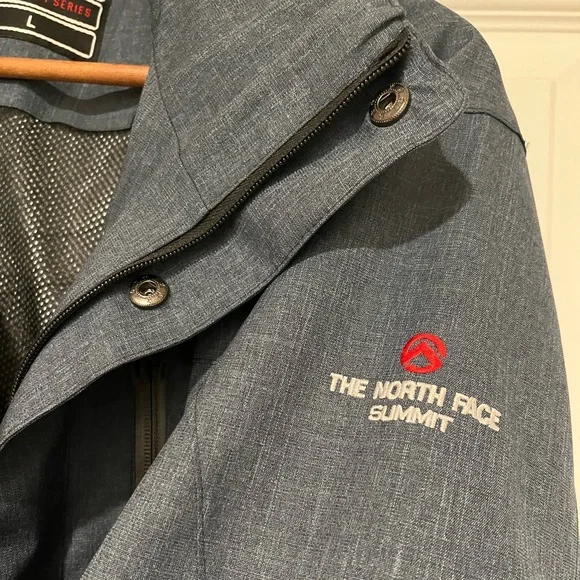 SERIES
L
THE NORTH FACE
SUMMIT